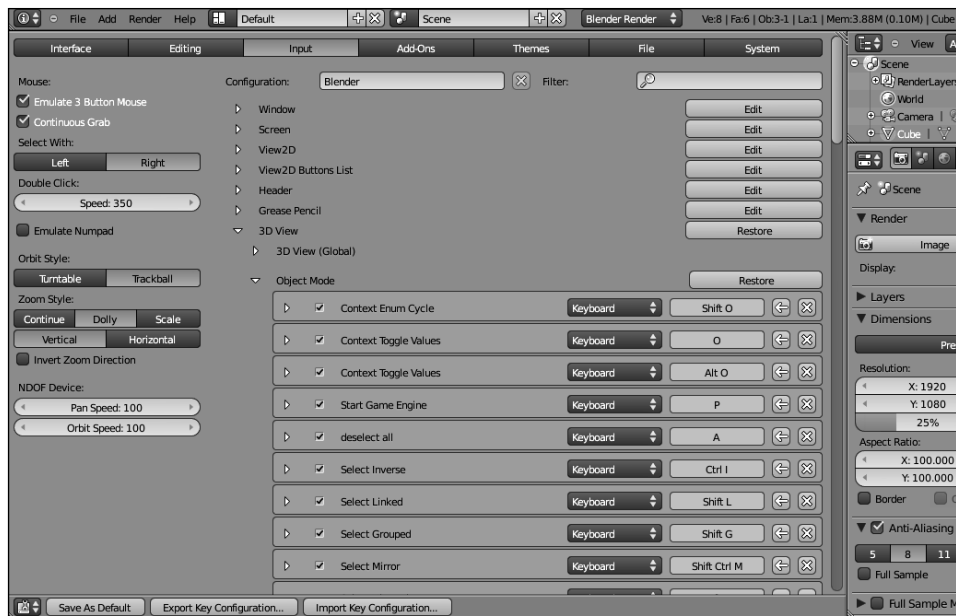 File Add Render Help Default Scene Blender Render Ve:8 | Fa:6 | Ob:3-1 | La:1 | Mem:3.88M (0.10M) | Cube
Interface Editing Input Add-Ons Themes File System
Mouse:
Emulate 3 Button Mouse
Continuous Grab
Select With:
Left Right
Double Click:
Speed: 350
Emulate Numpad
Orbit Style:
Turntable Trackball
Zoom Style:
Continue Dolly Scale
Vertical Horizontal
Invert Zoom Direction
NDOF Device:
Pan Speed: 100
Orbit Speed: 100
Configuration: Blender Filter:
Window Edit
Screen Edit
View2D Edit
View2D Buttons List Edit
Header Edit
Grease Pencil Edit
3D View Restore
3D View (Global)
Object Mode Restore
Context Enum Cycle Keyboard Shift O
Context Toggle Values Keyboard O
Context Toggle Values Keyboard Alt O
Start Game Engine Keyboard P
deselect all Keyboard A
Select Inverse Keyboard Ctrl I
Select Linked Keyboard Shift L
Select Grouped Keyboard Shift G
Select Mirror Keyboard Shift Ctrl M
View
Scene
RenderLayers
World
Camera
Cube
Scene
Render
Image
Display:
Layers
Dimensions
Pre
Resolution:
X: 1920
Y: 1080
25%
Aspect Ratio:
X: 100.000
Y: 100.000
Border
Anti-Aliasing
5 8 11
Full Sample
Full Sample M
Save As Default Export Key Configuration... Import Key Configuration...